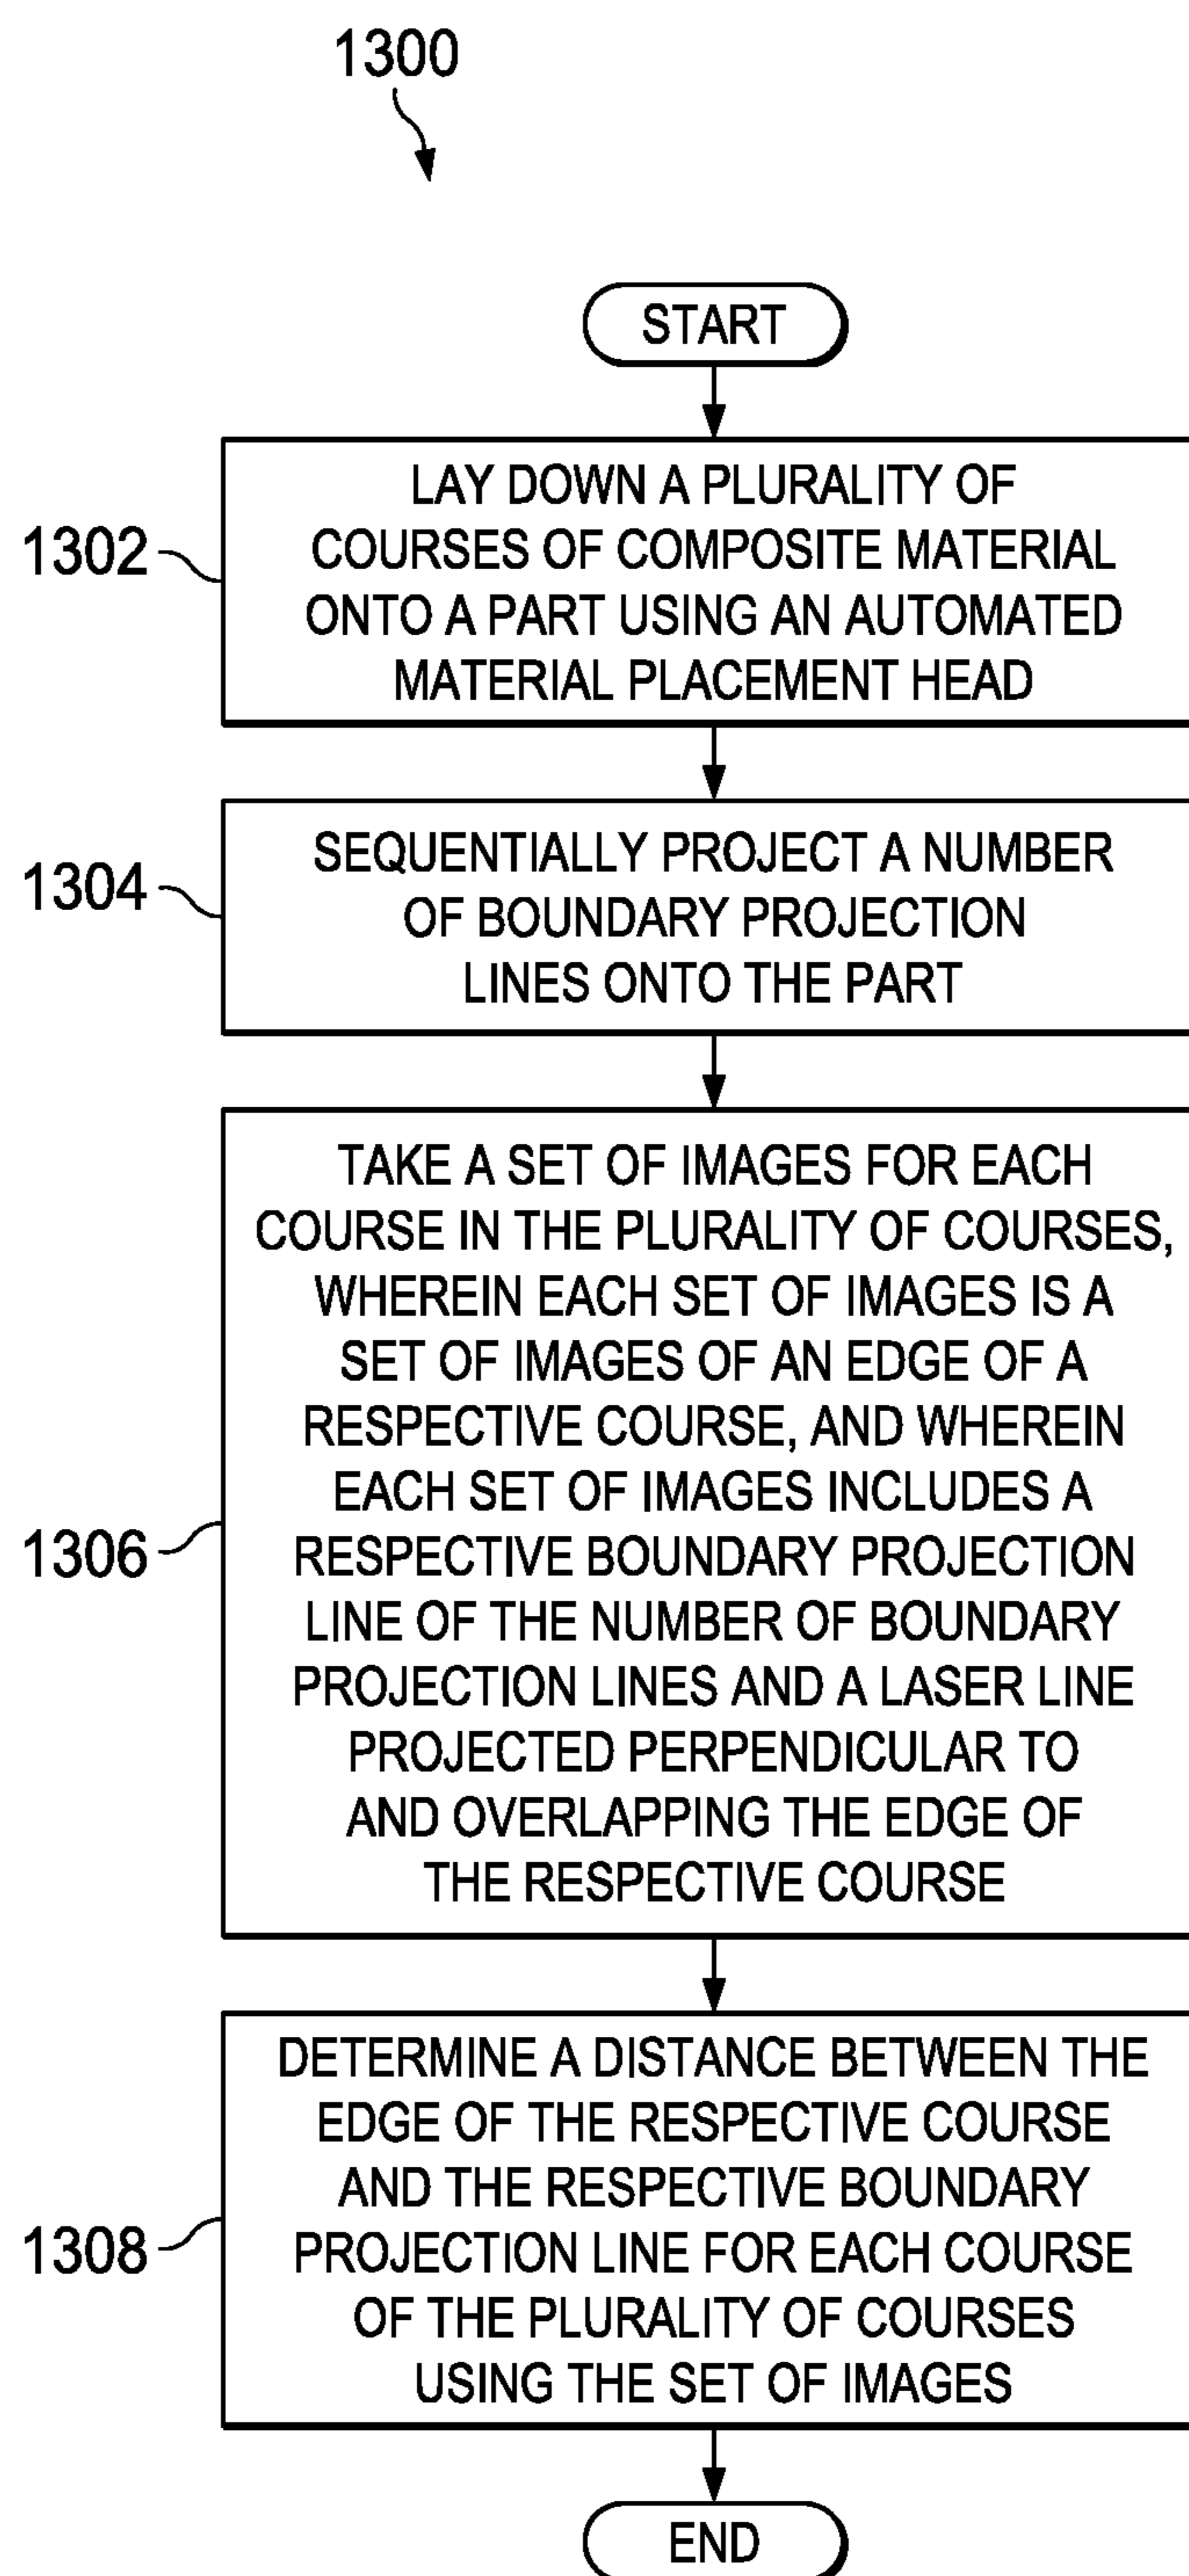 1300
START
1302
LAY DOWN A PLURALITY OF
COURSES OF COMPOSITE MATERIAL
ONTO A PART USING AN AUTOMATED
MATERIAL PLACEMENT HEAD
1304
SEQUENTIALLY PROJECT A NUMBER
OF BOUNDARY PROJECTION
LINES ONTO THE PART
1306
TAKE A SET OF IMAGES FOR EACH
COURSE IN THE PLURALITY OF COURSES,
WHEREIN EACH SET OF IMAGES IS A
SET OF IMAGES OF AN EDGE OF A
RESPECTIVE COURSE, AND WHEREIN
EACH SET OF IMAGES INCLUDES A
RESPECTIVE BOUNDARY PROJECTION
LINE OF THE NUMBER OF BOUNDARY
PROJECTION LINES AND A LASER LINE
PROJECTED PERPENDICULAR TO
AND OVERLAPPING THE EDGE OF
THE RESPECTIVE COURSE
1308
DETERMINE A DISTANCE BETWEEN THE
EDGE OF THE RESPECTIVE COURSE
AND THE RESPECTIVE BOUNDARY
PROJECTION LINE FOR EACH COURSE
OF THE PLURALITY OF COURSES
USING THE SET OF IMAGES
END